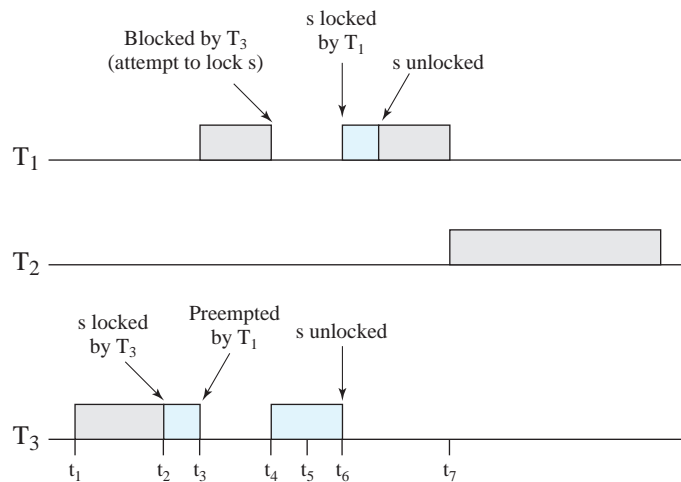 s locked
by T₁
Blocked by T₃
(attempt to lock s)
s unlocked
T₁
T₂
s locked
by T₃
Preempted
by T₁
s unlocked
T₃
t₁ t₂ t₃ t₄ t₅ t₆ t₇